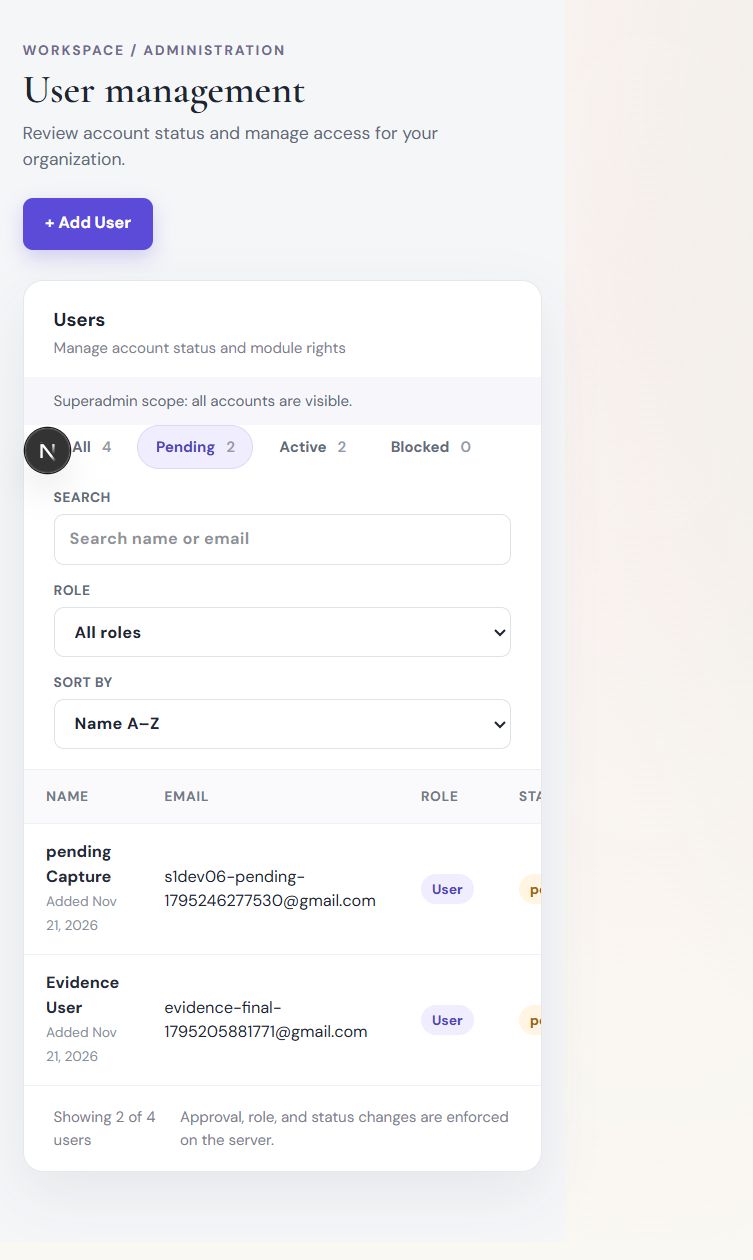 WORKSPACE / ADMINISTRATION
User management
Review account status and manage access for your
organization.
+ Add User
Users
Manage account status and module rights
Superadmin scope: all accounts are visible.
N All 4 Pending 2 Active 2 Blocked 0
SEARCH
Search name or email
ROLE
All roles
SORT BY
Name A–Z
NAME EMAIL ROLE STA
pending
Capture
Added Nov
21, 2026
s1dev06-pending-
1795246277530@gmail.com
User
pe
Evidence
User
Added Nov
21, 2026
evidence-final-
1795205881771@gmail.com
User
pe
Showing 2 of 4
users
Approval, role, and status changes are enforced
on the server.